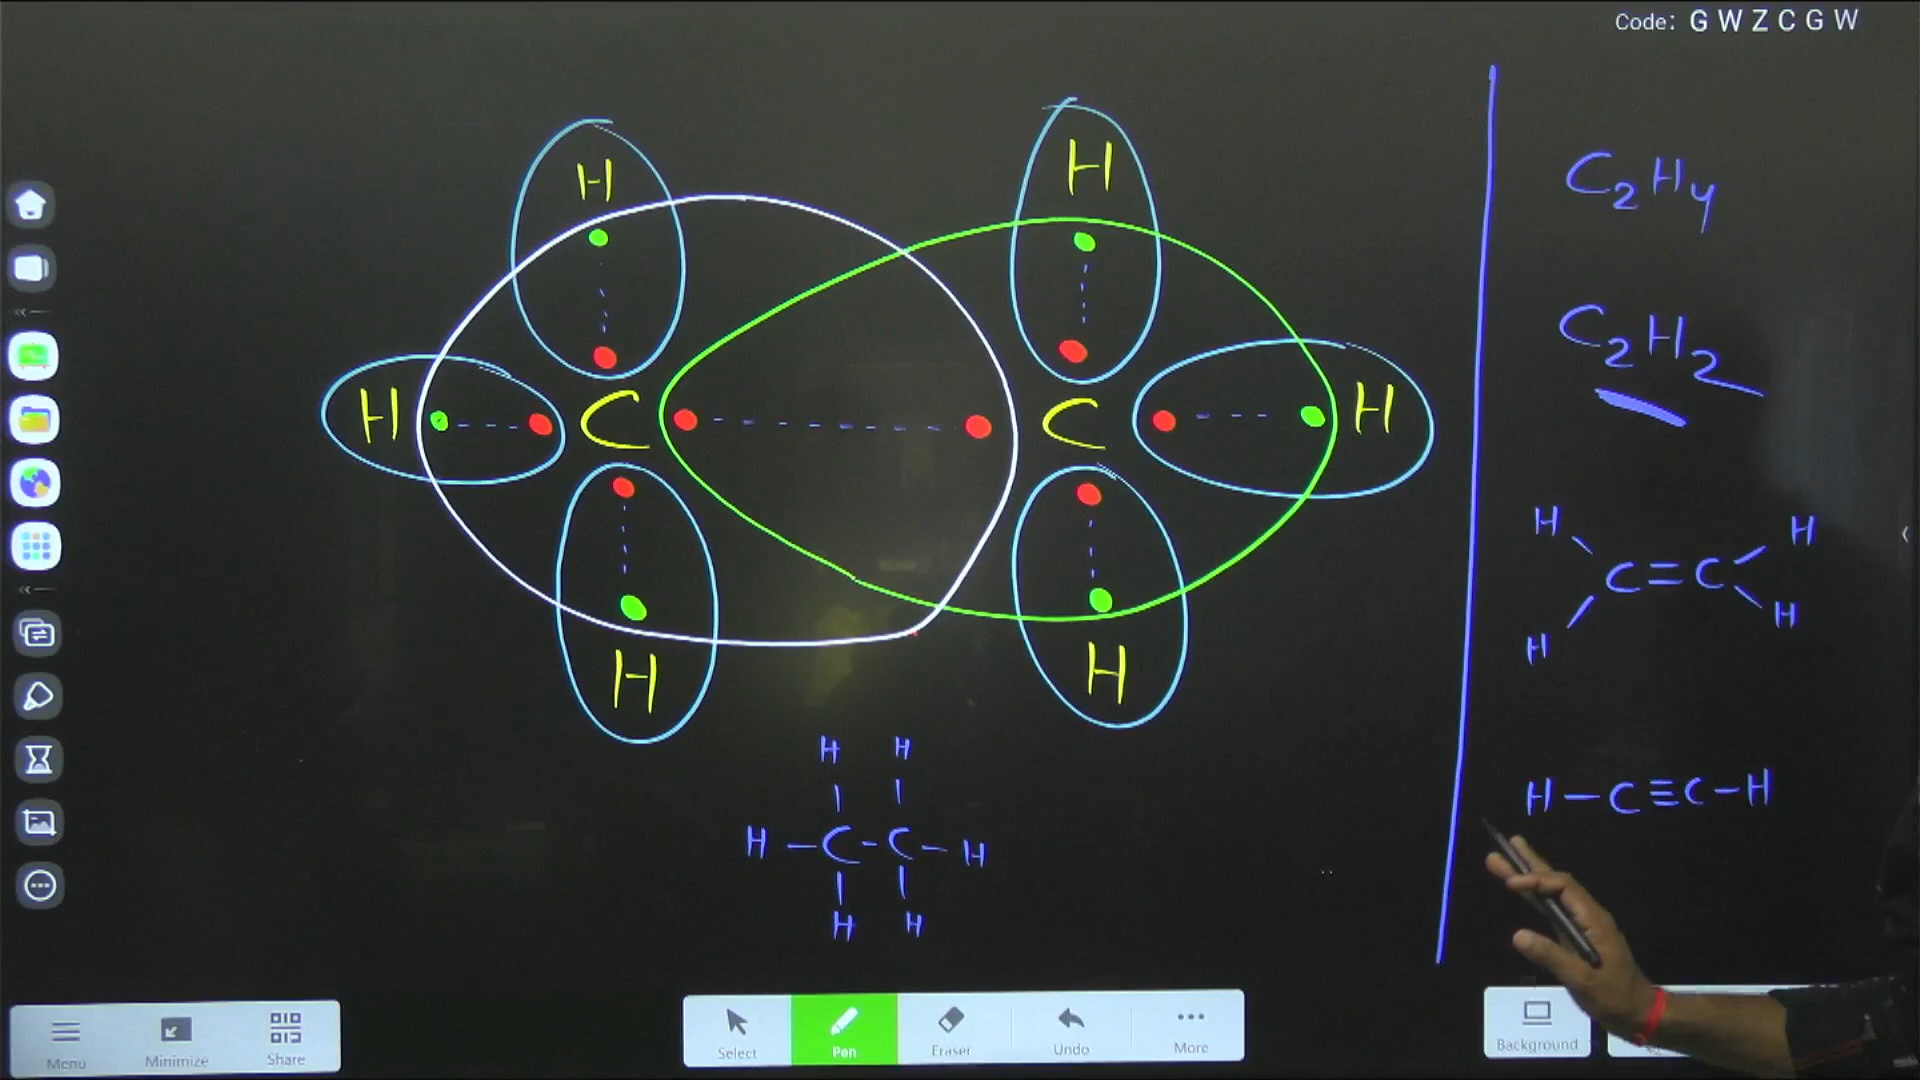 Code: G W Z C G W
H H
H C C H
H H
H H
H – C - C – H
H H
C2H4
C2H2
H H
C = C
H H
H – C ≡ C – H
Menu Minimize Share
Select Pen Eraser Undo More
Background